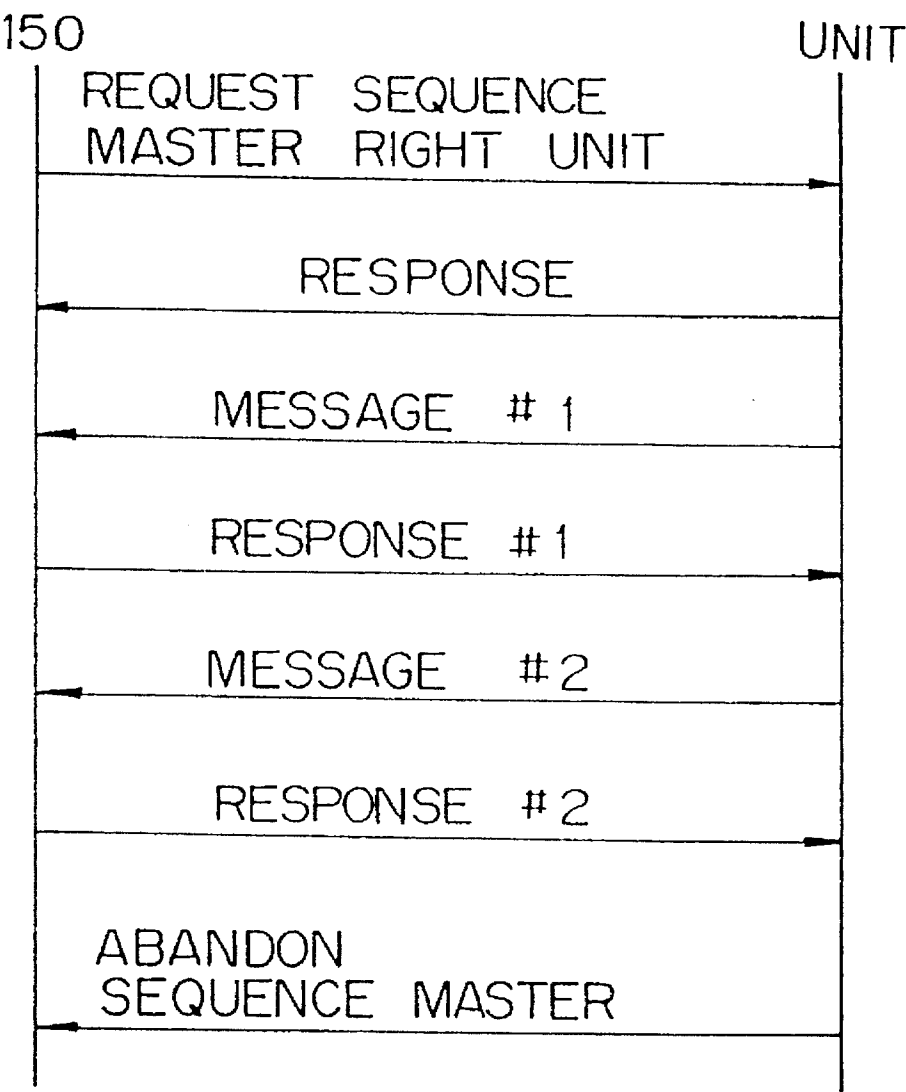 150 UNIT
REQUEST SEQUENCE
MASTER RIGHT UNIT
RESPONSE
MESSAGE # 1
RESPONSE # 1
MESSAGE # 2
RESPONSE # 2
ABANDON
SEQUENCE MASTER